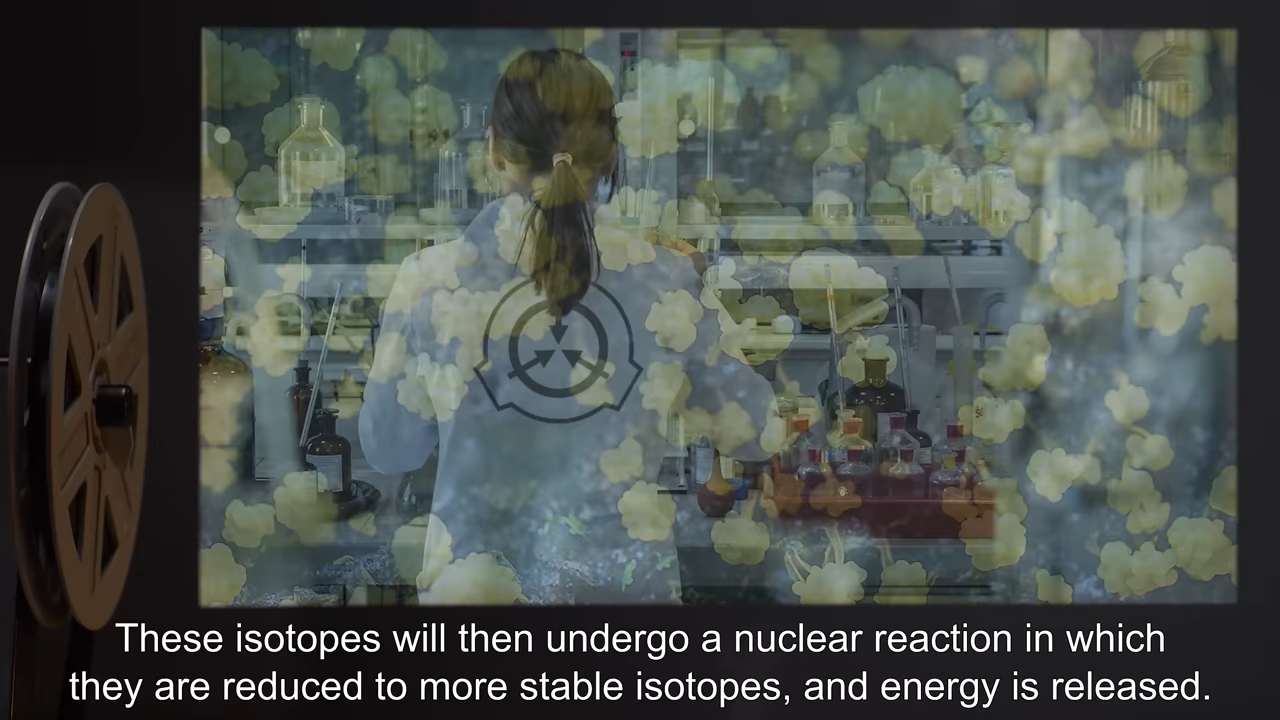 These isotopes will then undergo a nuclear reaction in which
they are reduced to more stable isotopes, and energy is released.